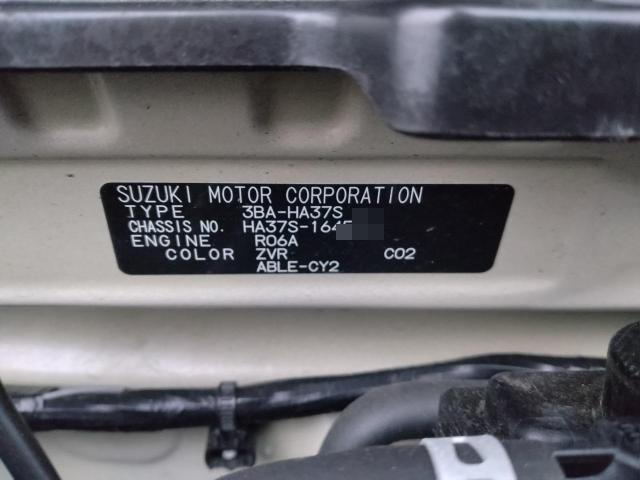 SUZUKI MOTOR CORPORATION
TYPE 3BA-HA37S
CHASSIS NO. HA37S-164
ENGINE R06A
COLOR ZVR C02
ABLE-CY2